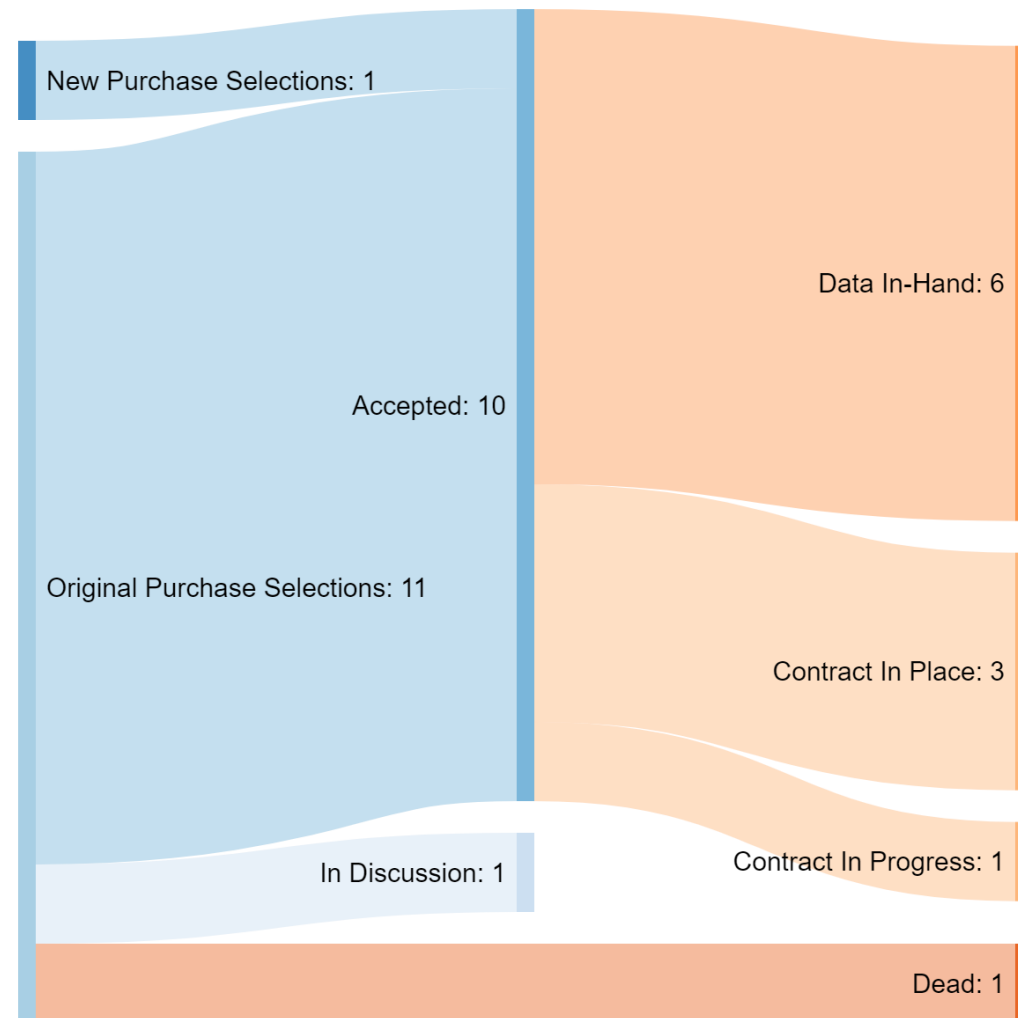 New Purchase Selections: 1
Data In-Hand: 6
Accepted: 10
Original Purchase Selections: 11
Contract In Place: 3
Contract In Progress: 1
In Discussion: 1
Dead: 1